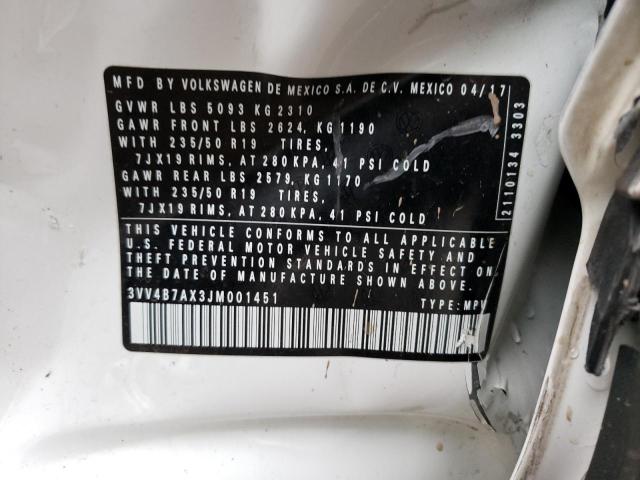 MFD BY VOLKSWAGEN DE MEXICO S.A. DE C.V. MEXICO 04/17
GVWR LBS 5093 KG 2310
GAWR FRONT LBS 2624, KG 1190
WITH 235/50 R19 TIRES,
7JX19 RIMS, AT 280 KPA, 41 PSI COLD
GAWR REAR LBS 2579, KG 1170
WITH 235/50 R19 TIRES,
7JX19 RIMS, AT 280 KPA, 41 PSI COLD
THIS VEHICLE CONFORMS TO ALL APPLICABLE
U.S. FEDERAL MOTOR VEHICLE SAFETY AND
THEFT PREVENTION STANDARDS IN EFFECT ON
THE DATE OF MANUFACTURE SHOWN ABOVE
3VV4B7AX3JM001451 TYPE: MPV
2110134 3303